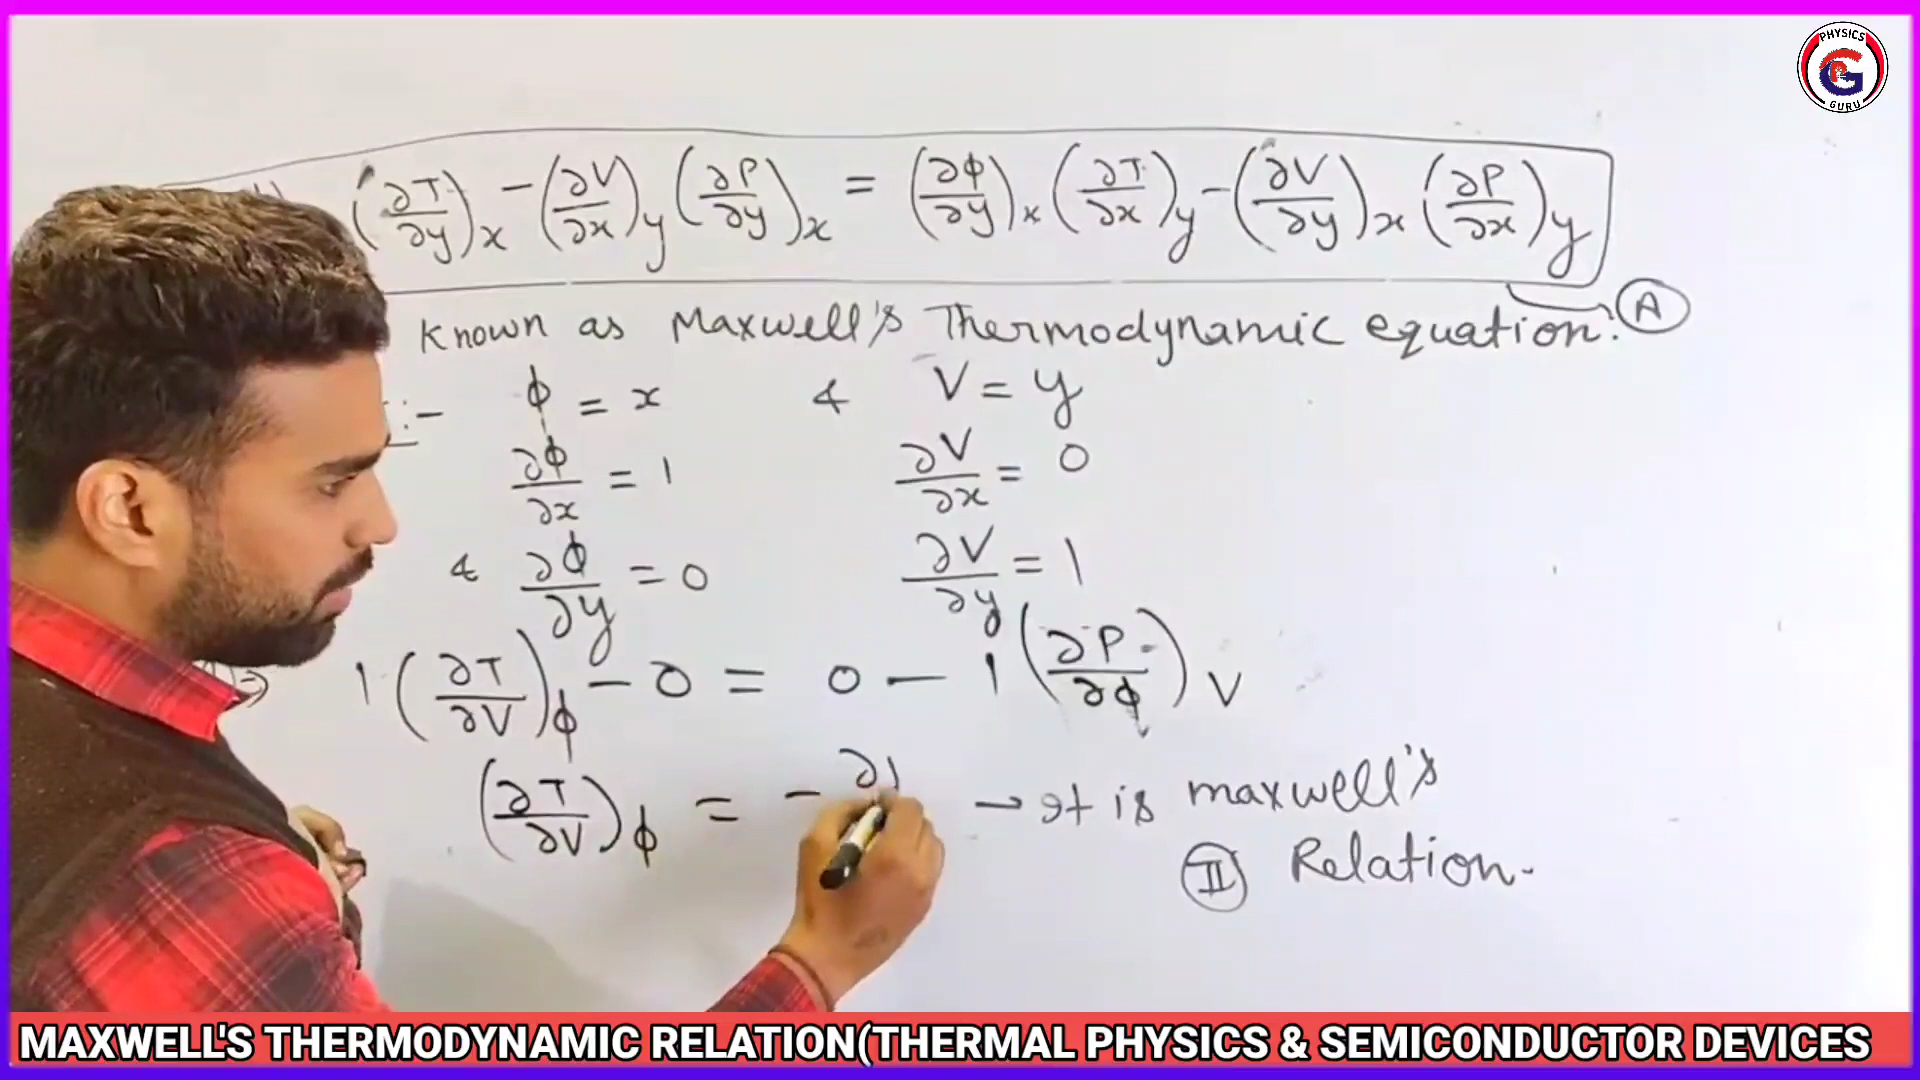 PHYSICS
GURU
(∂T/∂y)x − (∂V/∂x)y (∂P/∂y)x = (∂ϕ/∂y)x (∂T/∂x)y − (∂V/∂y)x (∂P/∂x)y
A
known as Maxwell's Thermodynamic equation.
:- ϕ = x & V = y
∂ϕ/∂x = 1 ∂V/∂x = 0
& ∂ϕ/∂y = 0 ∂V/∂y = 1
1 (∂T/∂V)ϕ − 0 = 0 − 1 (∂P/∂ϕ)V
(∂T/∂V)ϕ = − ∂ → It is maxwell's
II Relation.
MAXWELL'S THERMODYNAMIC RELATION(THERMAL PHYSICS & SEMICONDUCTOR DEVICES